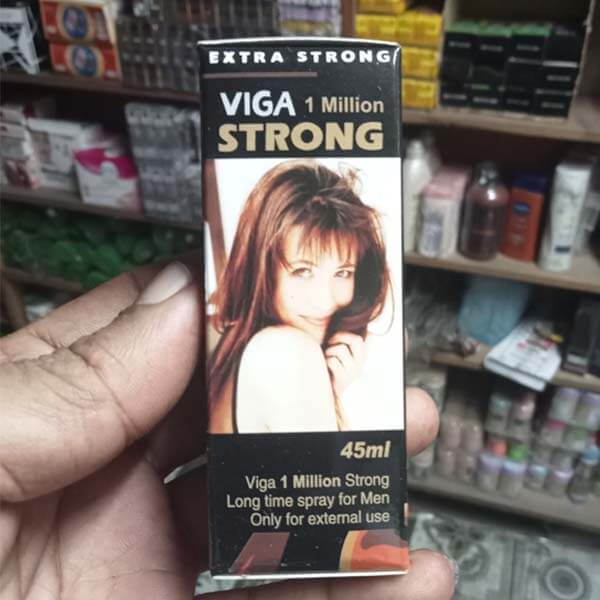 EXTRA STRONG
VIGA 1 Million
STRONG
45ml
Viga 1 Million Strong
Long time spray for Men
Only for external use